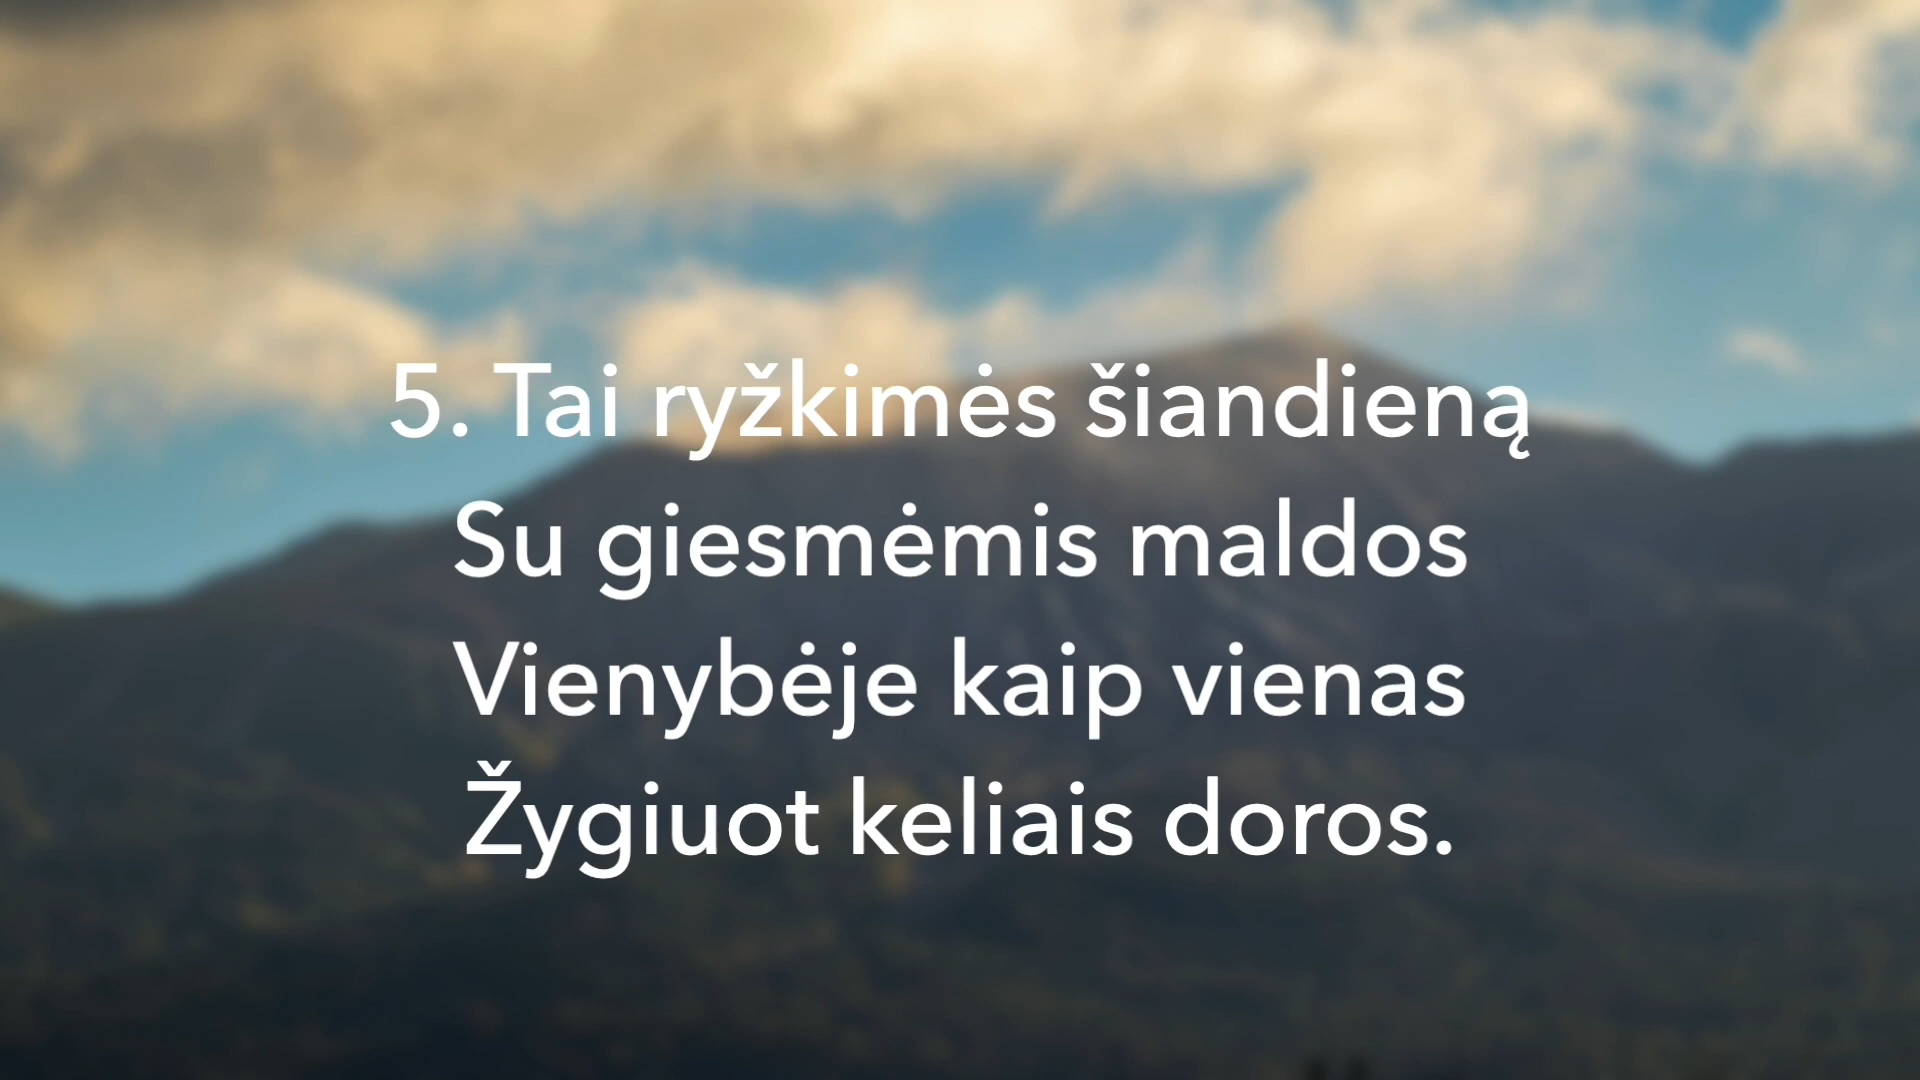 5. Tai ryžkimės šiandieną
Su giesmėmis maldos
Vienybėje kaip vienas
Žygiuot keliais doros.